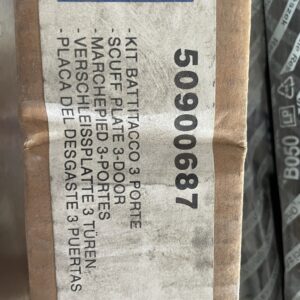 50900687
- KIT BATTITACCO 3 PORTE
- SCUFF PLATE 3-DOOR
- MARCHEPIED 3-PORTES
- VERSCHLEISSPLATTE 3 TÜREN
- PLACA DEL DESGASTE 3 PUERTAS
B050